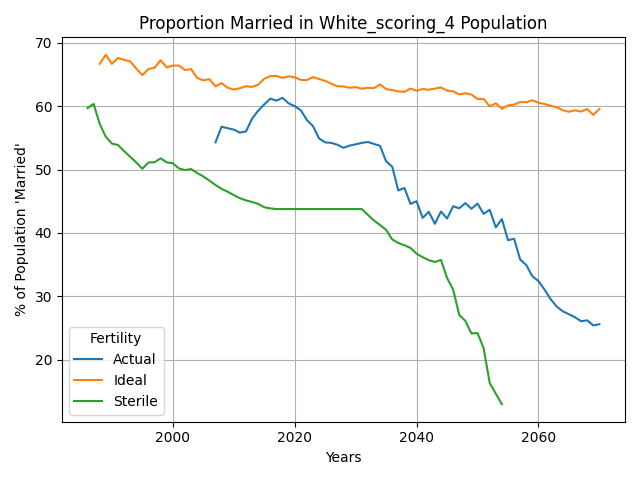 Proportion Married in White_scoring_4 Population
% of Population 'Married'
70
60
50
40
30
20
Fertility
Actual
Ideal
Sterile
2000
2020
2040
2060
Years